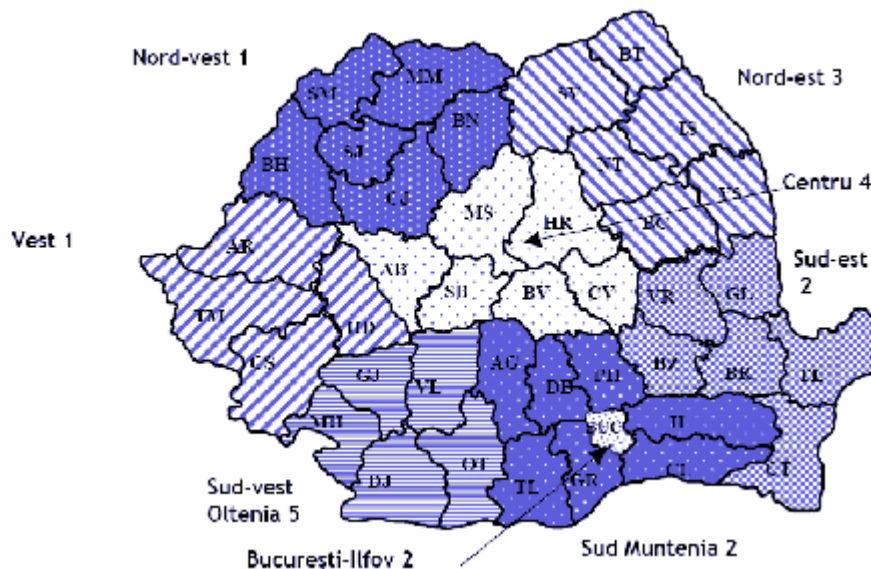 BT
Nord-vest 1
MM
Nord-est 3
SM
SV
BN
IS
SJ
NT
BH
Centru 4
CJ
MS
HR
VS
BC
Vest 1
AR
AB
Sud-est
2
SB
BV
CV
VR
GL
TM
HD
CS
GJ
VL
AG
DB
PH
BZ
BR
TL
MH
BUC
IL
OT
CT
DJ
TL
GR
CL
Sud-vest
Oltenia 5
București-Ilfov 2
Sud Muntenia 2